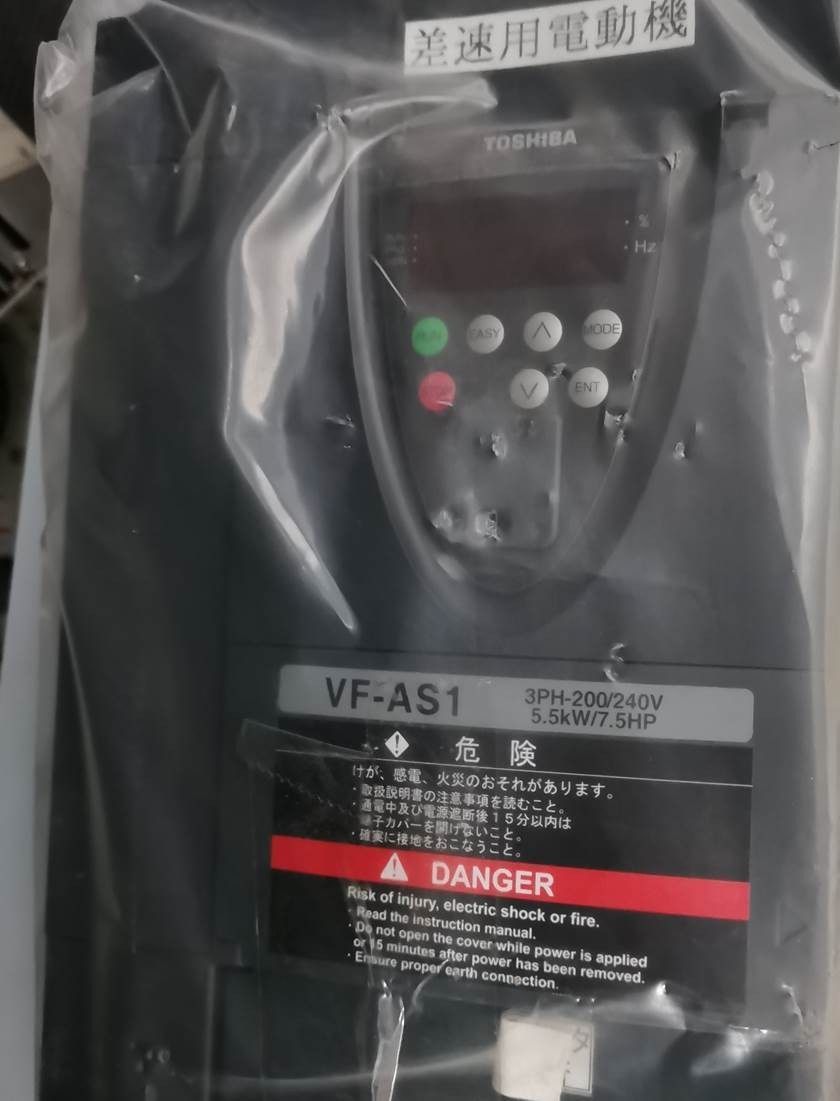 差速用電動機
TOSHIBA
%
Hz
RUN
EASY
MODE
STOP
ENT
VF-AS1
3PH-200/240V
5.5kW/7.5HP
危険
けが、感電、火災のおそれがあります。
・取扱説明書の注意事項を読むこと。
・通電中及び電源遮断後15分以内は
端子カバーを開けないこと。
・確実に接地をおこなうこと。
DANGER
Risk of injury, electric shock or fire.
・Read the instruction manual.
・Do not open the cover while power is applied
or 15 minutes after power has been removed.
・Ensure proper earth connection.